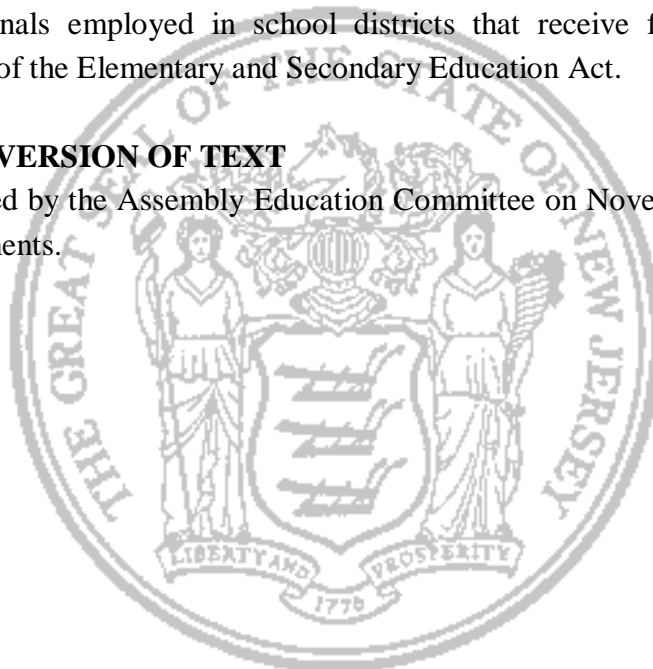 nals employed in school districts that receive f
of the Elementary and Secondary Education Act.
VERSION OF TEXT
ed by the Assembly Education Committee on Nove
nents.
THE GREAT SEAL OF THE STATE OF NEW JERSEY
LIBERTY AND PROSPERITY
1776